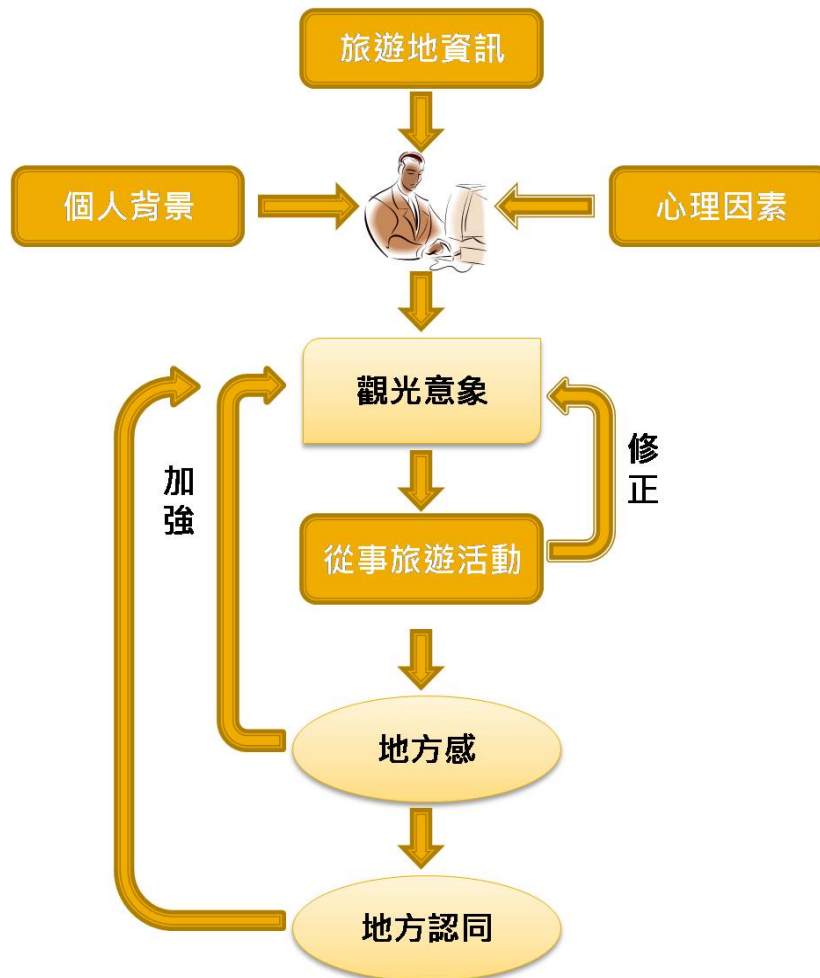 旅遊地資訊
個人背景
心理因素
觀光意象
加強
修正
從事旅遊活動
地方感
地方認同